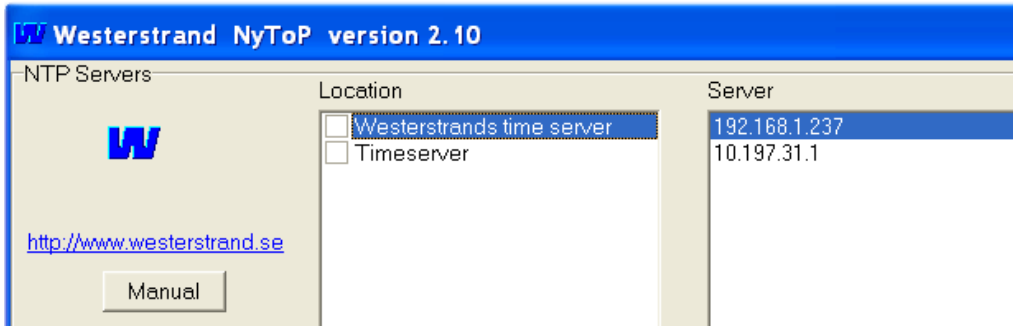 W Westerstrand NyToP version 2.10
NTP Servers
Location
Server
Westerstrands time server
192.168.1.237
Timeserver
10.197.31.1
W
http://www.westerstrand.se
Manual